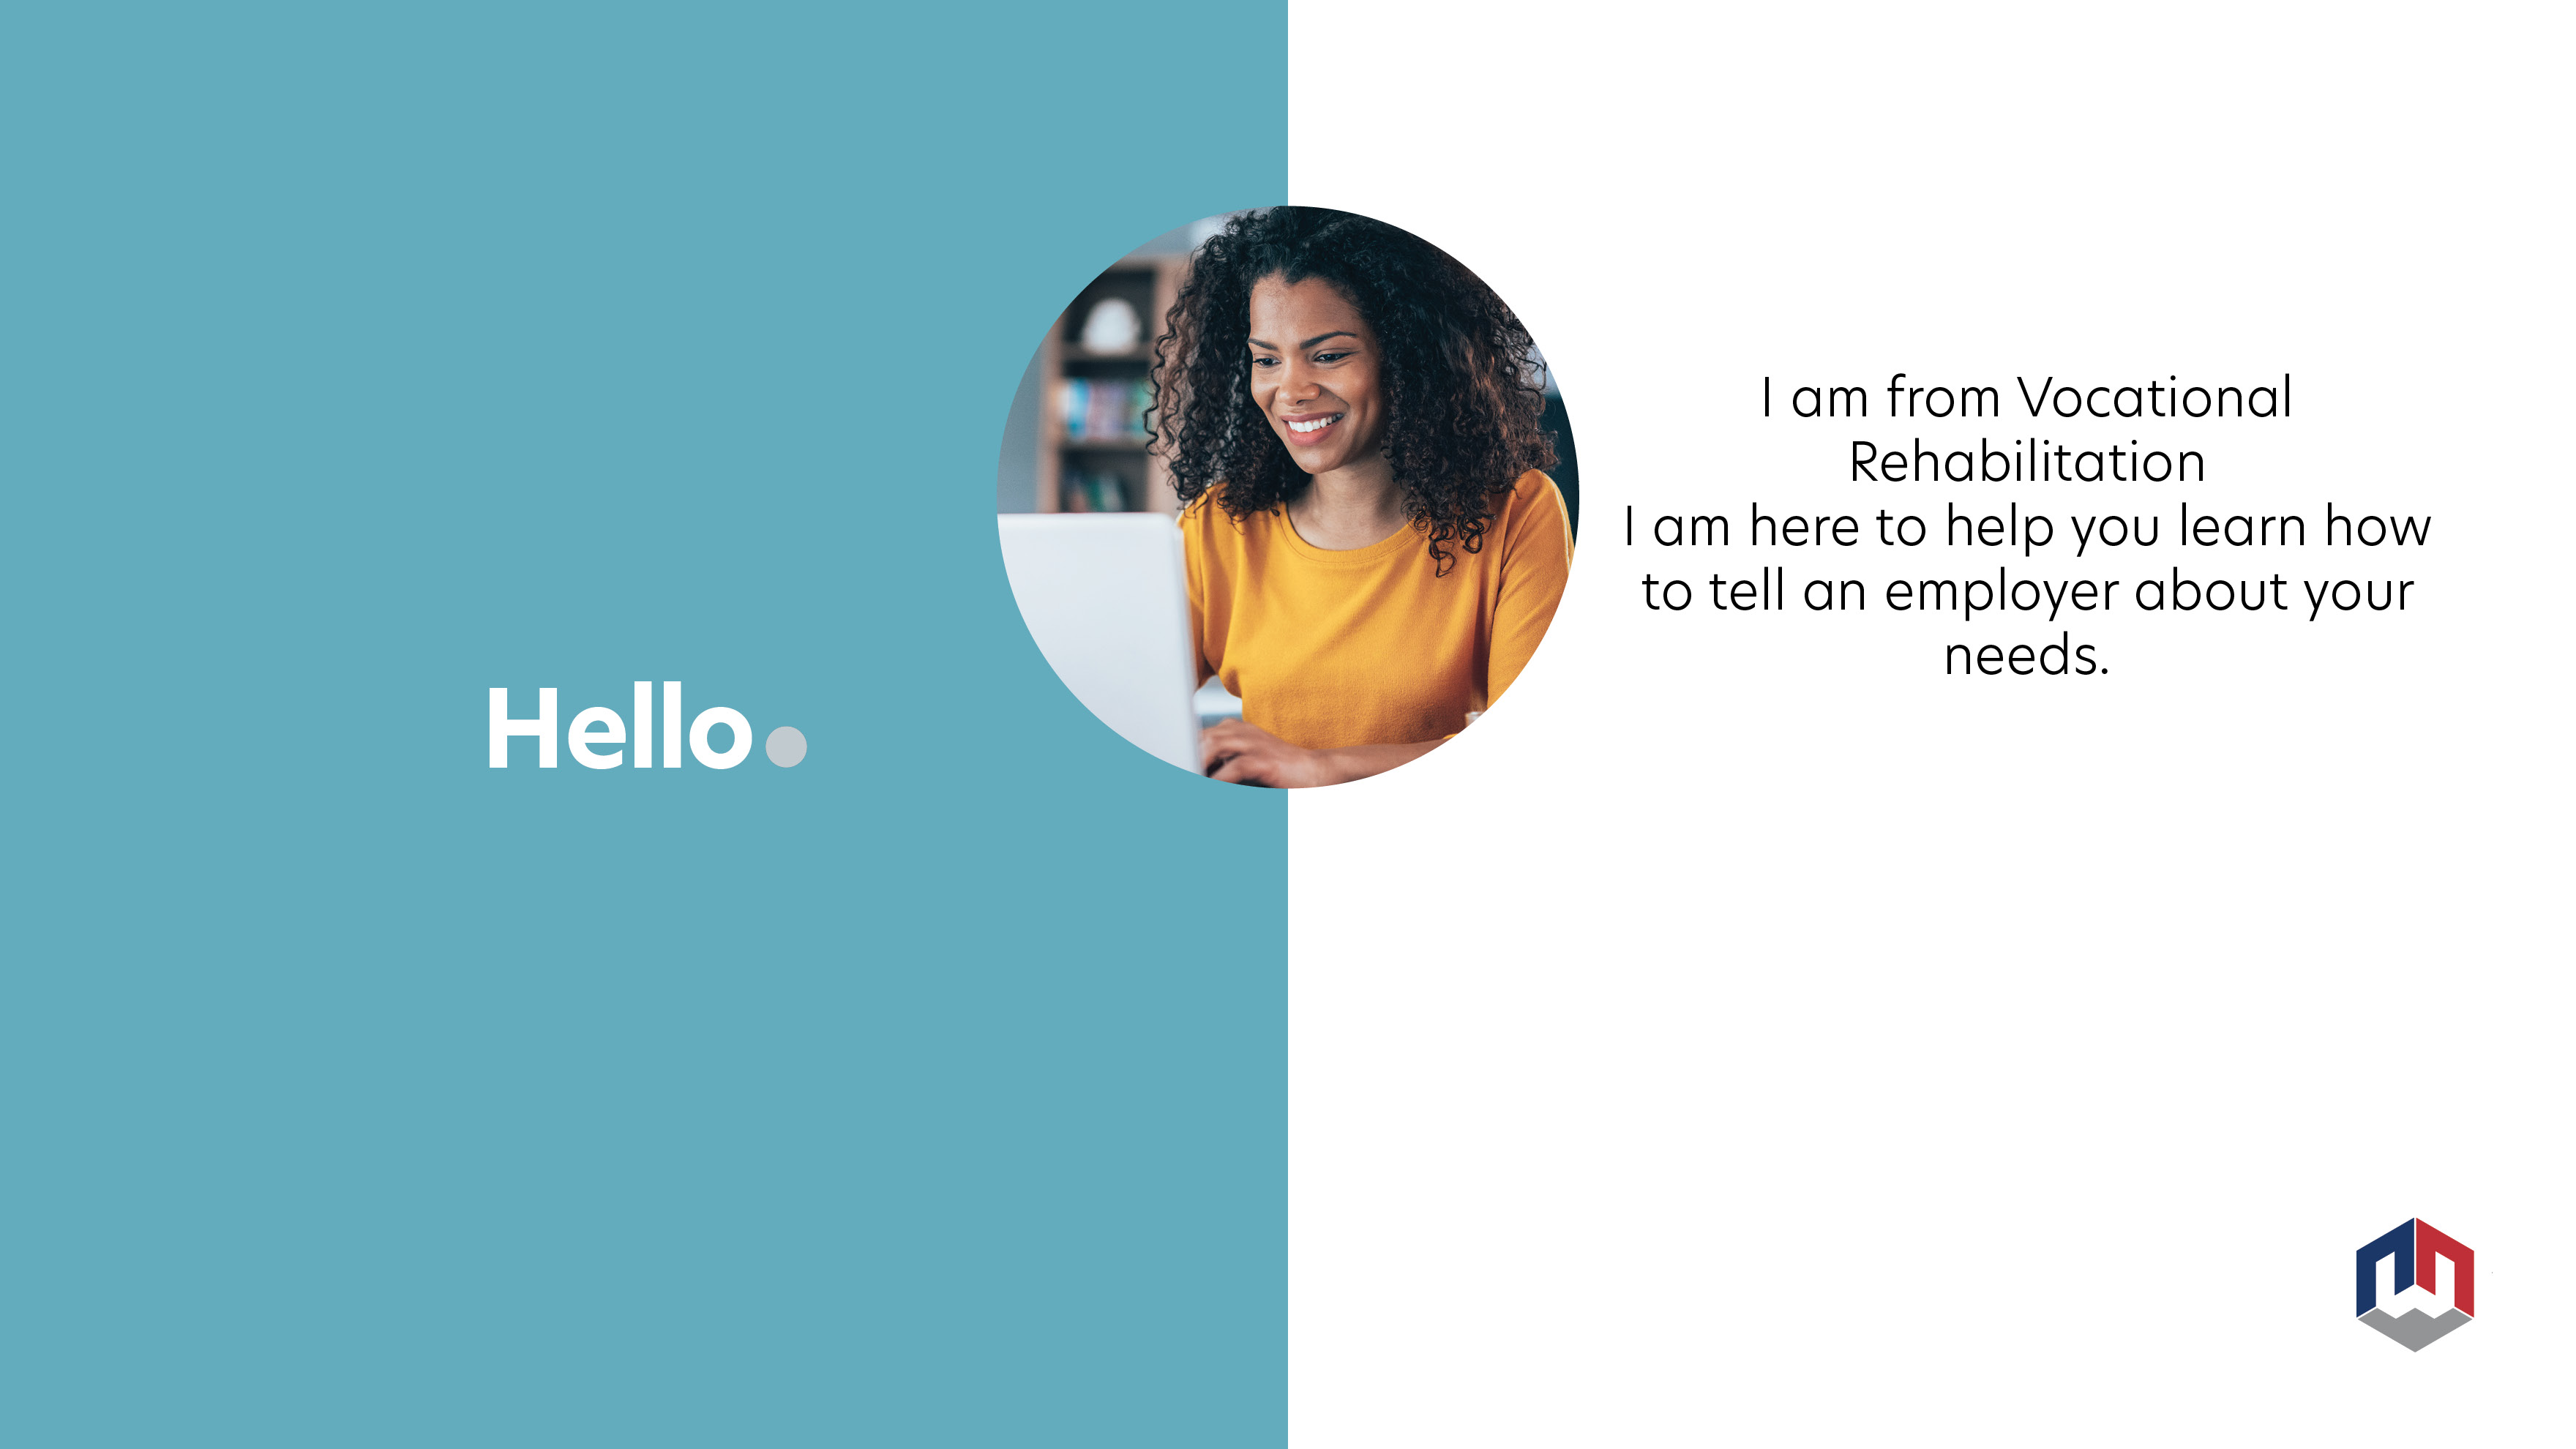 Hello.
I am from Vocational
Rehabilitation
I am here to help you learn how
to tell an employer about your
needs.